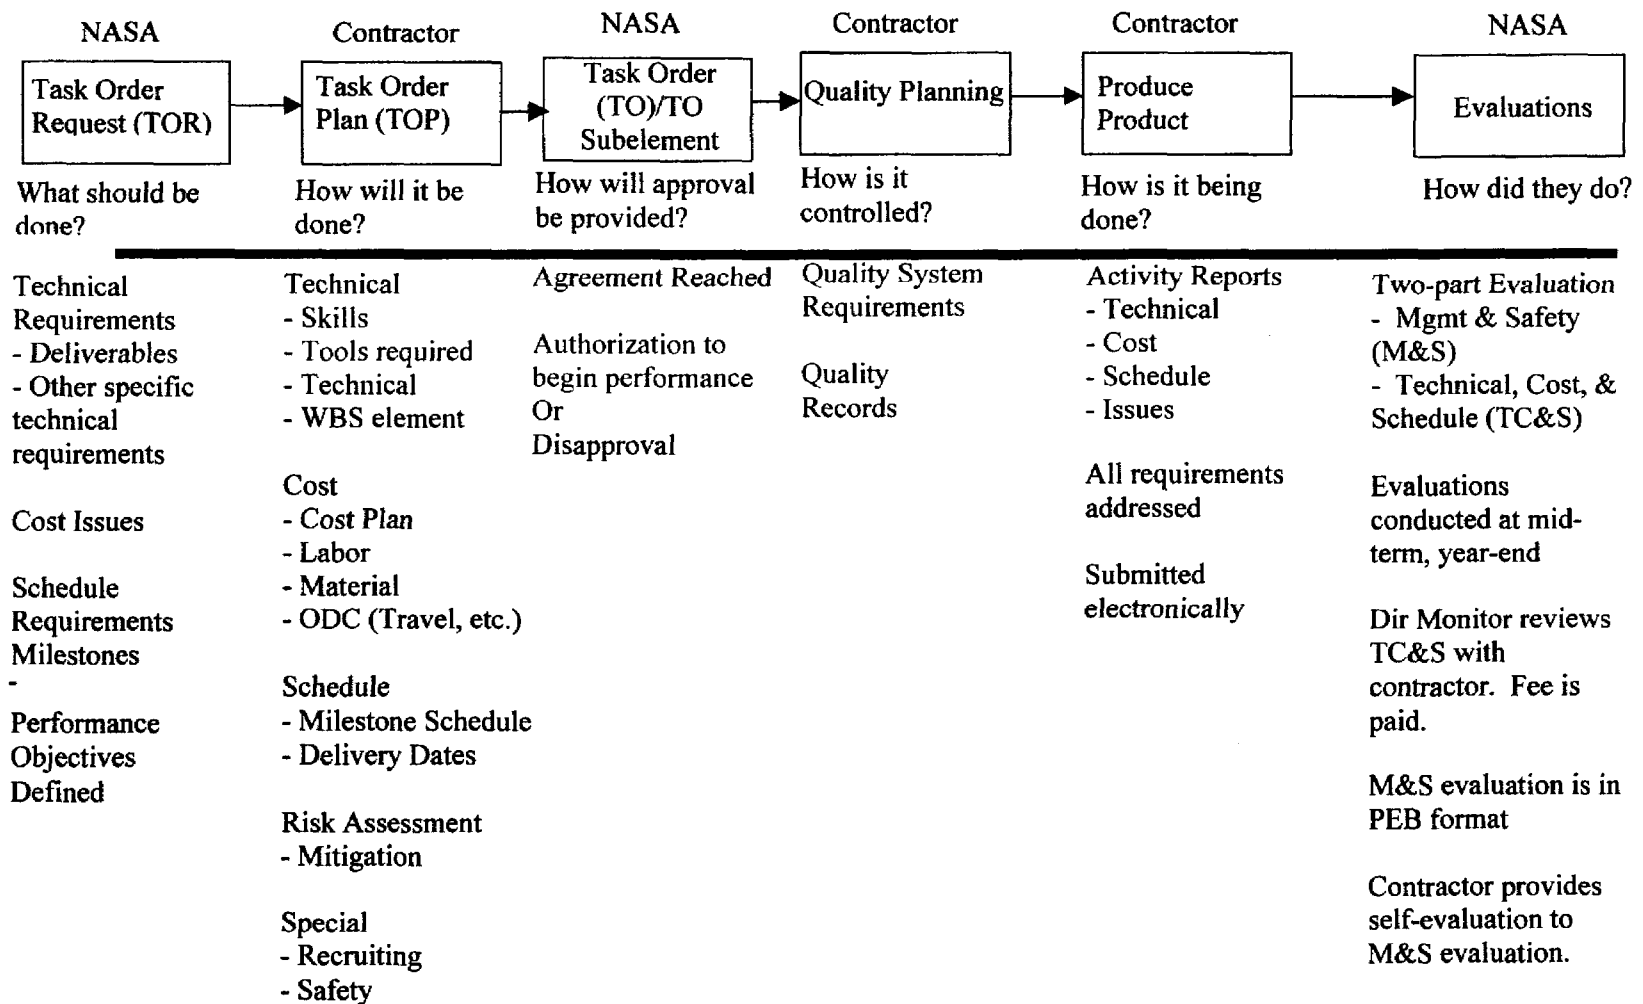 NASA
Task Order
Request (TOR)
What should be
done?
Technical
Requirements
- Deliverables
- Other specific
technical
requirements
Cost Issues
Schedule
Requirements
Milestones
-
Performance
Objectives
Defined
Contractor
Task Order
Plan (TOP)
How will it be
done?
Technical
- Skills
- Tools required
- Technical
- WBS element
Cost
- Cost Plan
- Labor
- Material
- ODC (Travel, etc.)
Schedule
- Milestone Schedule
- Delivery Dates
Risk Assessment
- Mitigation
Special
- Recruiting
- Safety
NASA
Task Order
(TO)/TO
Subelement
How will approval
be provided?
Agreement Reached
Authorization to
begin performance
Or
Disapproval
Contractor
Quality Planning
How is it
controlled?
Quality System
Requirements
Quality
Records
Contractor
Produce
Product
How is it being
done?
Activity Reports
- Technical
- Cost
- Schedule
- Issues
All requirements
addressed
Submitted
electronically
NASA
Evaluations
How did they do?
Two-part Evaluation
- Mgmt & Safety
(M&S)
- Technical, Cost, &
Schedule (TC&S)
Evaluations
conducted at mid-
term, year-end
Dir Monitor reviews
TC&S with
contractor. Fee is
paid.
M&S evaluation is in
PEB format
Contractor provides
self-evaluation to
M&S evaluation.